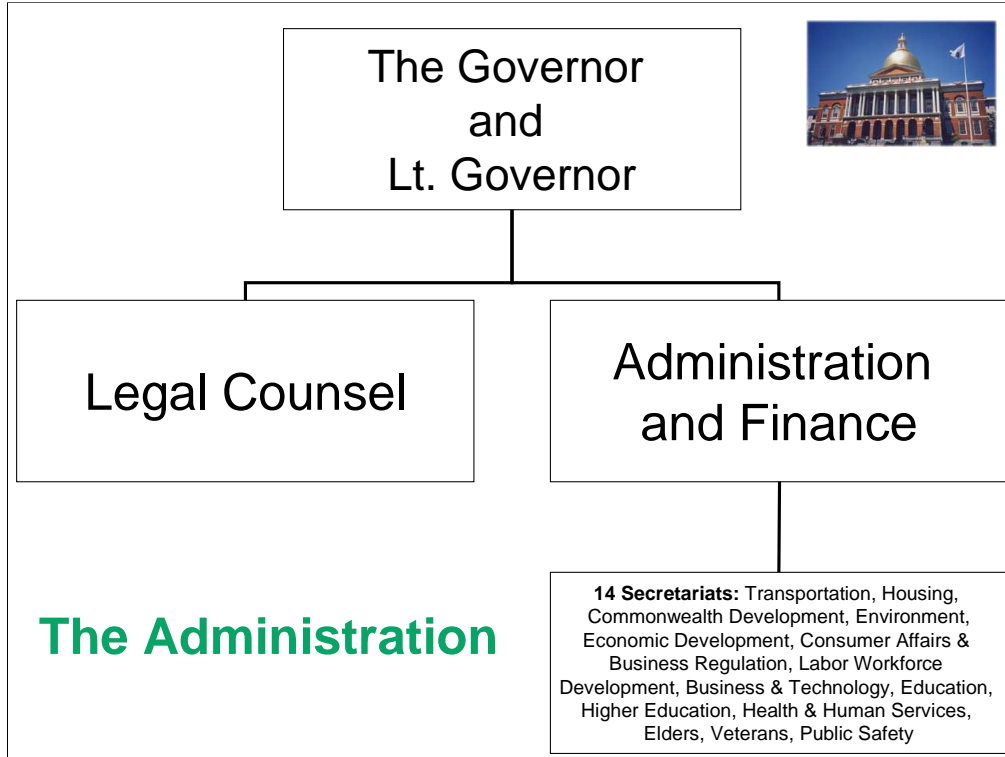 The Governor
and
Lt. Governor
Legal Counsel
Administration
and Finance
The Administration
14 Secretariats: Transportation, Housing,
Commonwealth Development, Environment,
Economic Development, Consumer Affairs &
Business Regulation, Labor Workforce
Development, Business & Technology, Education,
Higher Education, Health & Human Services,
Elders, Veterans, Public Safety